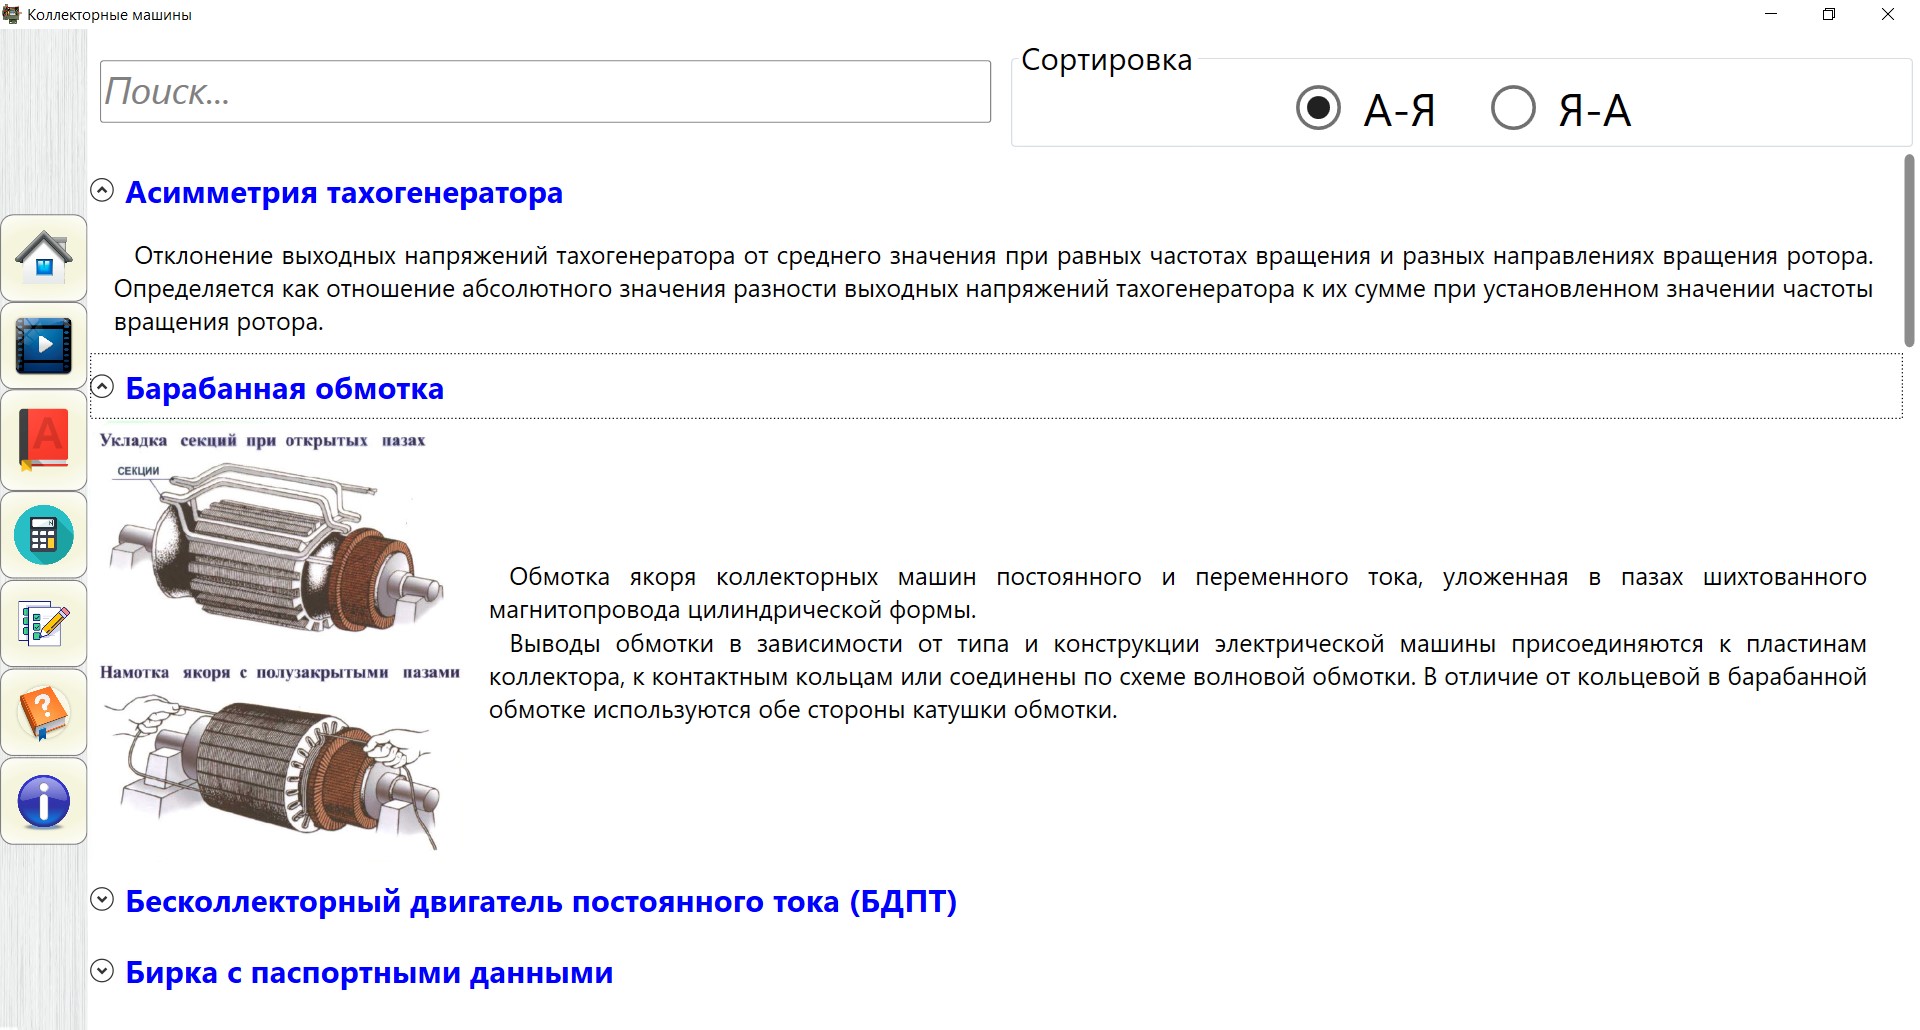 Коллекторные машины
Поиск...
Сортировка
А-Я
Я-А
Асимметрия тахогенератора
Отклонение выходных напряжений тахогенератора от среднего значения при равных частотах вращения и разных направлениях вращения ротора.
Определяется как отношение абсолютного значения разности выходных напряжений тахогенератора к их сумме при установленном значении частоты
вращения ротора.
Барабанная обмотка
Укладка секций при открытых пазах
СЕКЦИИ
Обмотка якоря коллекторных машин постоянного и переменного тока, уложенная в пазах шихтованного
магнитопровода цилиндрической формы.
Выводы обмотки в зависимости от типа и конструкции электрической машины присоединяются к пластинам
коллектора, к контактным кольцам или соединены по схеме волновой обмотки. В отличие от кольцевой в барабанной
обмотке используются обе стороны катушки обмотки.
Намотка якоря с полузакрытыми пазами
Бесколлекторный двигатель постоянного тока (БДПТ)
Бирка с паспортными данными